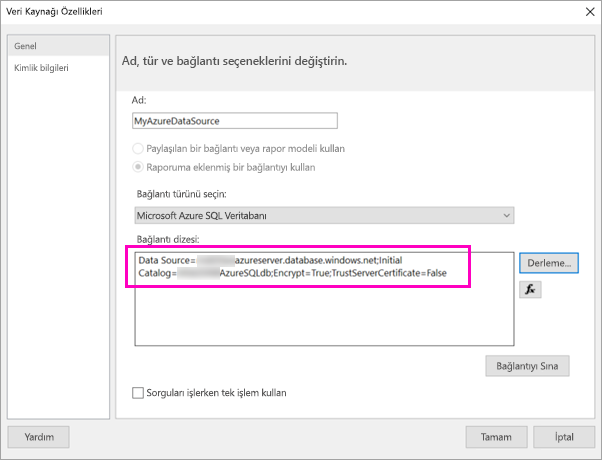 Veri Kaynağı Özellikleri
Genel
Kimlik bilgileri
Ad, tür ve bağlantı seçeneklerini değiştirin.
Ad:
MyAzureDataSource
Paylaşılan bir bağlantı veya rapor modeli kullan
Raporuma eklenmiş bir bağlantıyı kullan
Bağlantı türünü seçin:
Microsoft Azure SQL Veritabanı
Bağlantı dizesi:
Data Source= azureserver.database.windows.net;Initial
Catalog= AzureSQLdb;Encrypt=True;TrustServerCertificate=False
Derleme...
fx
Bağlantıyı Sına
Sorguları işlerken tek işlem kullan
Yardım
Tamam
İptal